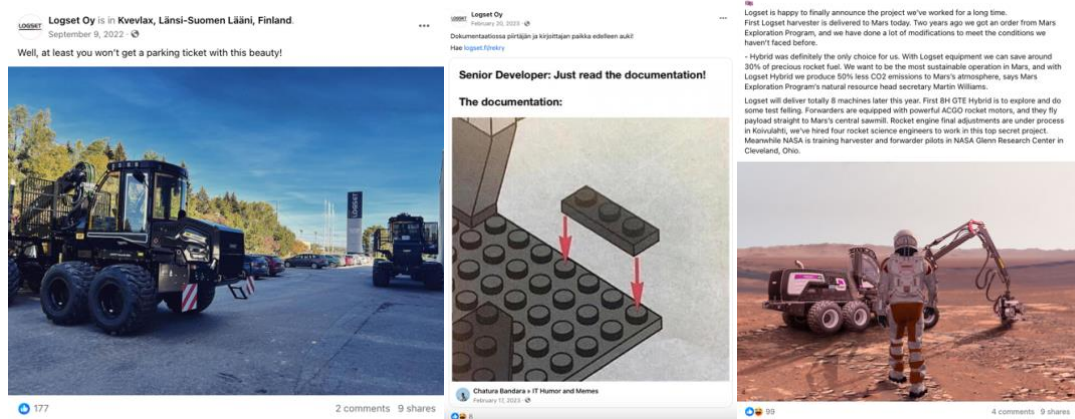 Logset Oy is in Kvevlax, Länsi-Suomen Lääni, Finland.
September 9, 2022 ·
Well, at least you won't get a parking ticket with this beauty!
LOGSET
LOGSET
177
2 comments 9 shares
LOGSET
Logset Oy
February 20, 2023 ·
Dokumentaatiossa piirtäjän ja kirjoittajan paikka edelleen auki!
Hae logset.fi/rekry
Senior Developer: Just read the documentation!
The documentation:
Chatura Bandara ▸ IT Humor and Memes
February 17, 2023 ·
8
Logset is happy to finally announce the project we've worked for a long time.
First Logset harvester is delivered to Mars today. Two years ago we got an order from Mars
Exploration Program, and we have done a lot of modifications to meet the conditions we
haven't faced before.
- Hybrid was definitely the only choice for us. With Logset equipment we can save around
30% of precious rocket fuel. We want to be the most sustainable operation in Mars, and with
Logset Hybrid we produce 50% less CO2 emissions to Mars's atmosphere, says Mars
Exploration Program's natural resource head secretary Martin Williams.
Logset will deliver totally 8 machines later this year. First 8H GTE Hybrid is to explore and do
some test felling. Forwarders are equipped with powerful ACGO rocket motors, and they fly
payload straight to Mars's central sawmill. Rocket engine final adjustments are under process
in Koivulahti, we've hired four rocket science engineers to work in this top secret project.
Meanwhile NASA is training harvester and forwarder pilots in NASA Glenn Research Center in
Cleveland, Ohio.
99
4 comments 9 shares